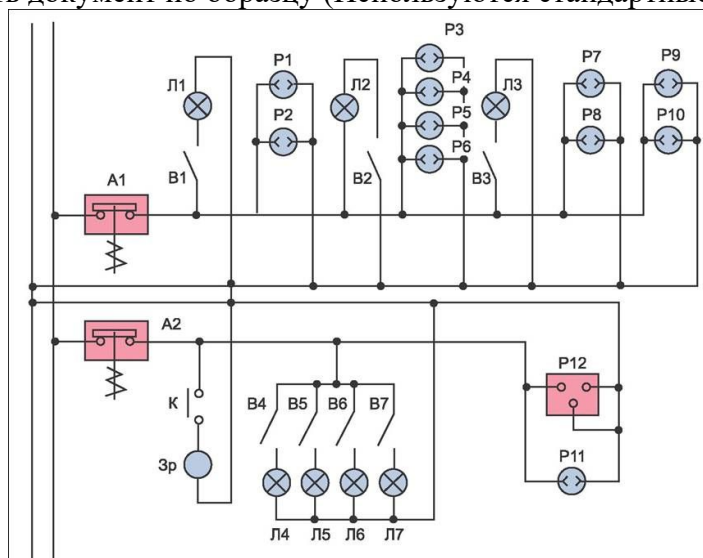 ь документ по образцу (Используются стандартные
Р3
Р1 Р7 Р9
Л1 Л2 Р4 Л3
Р2 Р5 Р8 Р10
Р6
А1 В1 В2 В3
А2
Р12
К В4 В5 В6 В7
Зр Р11
Л4 Л5 Л6 Л7